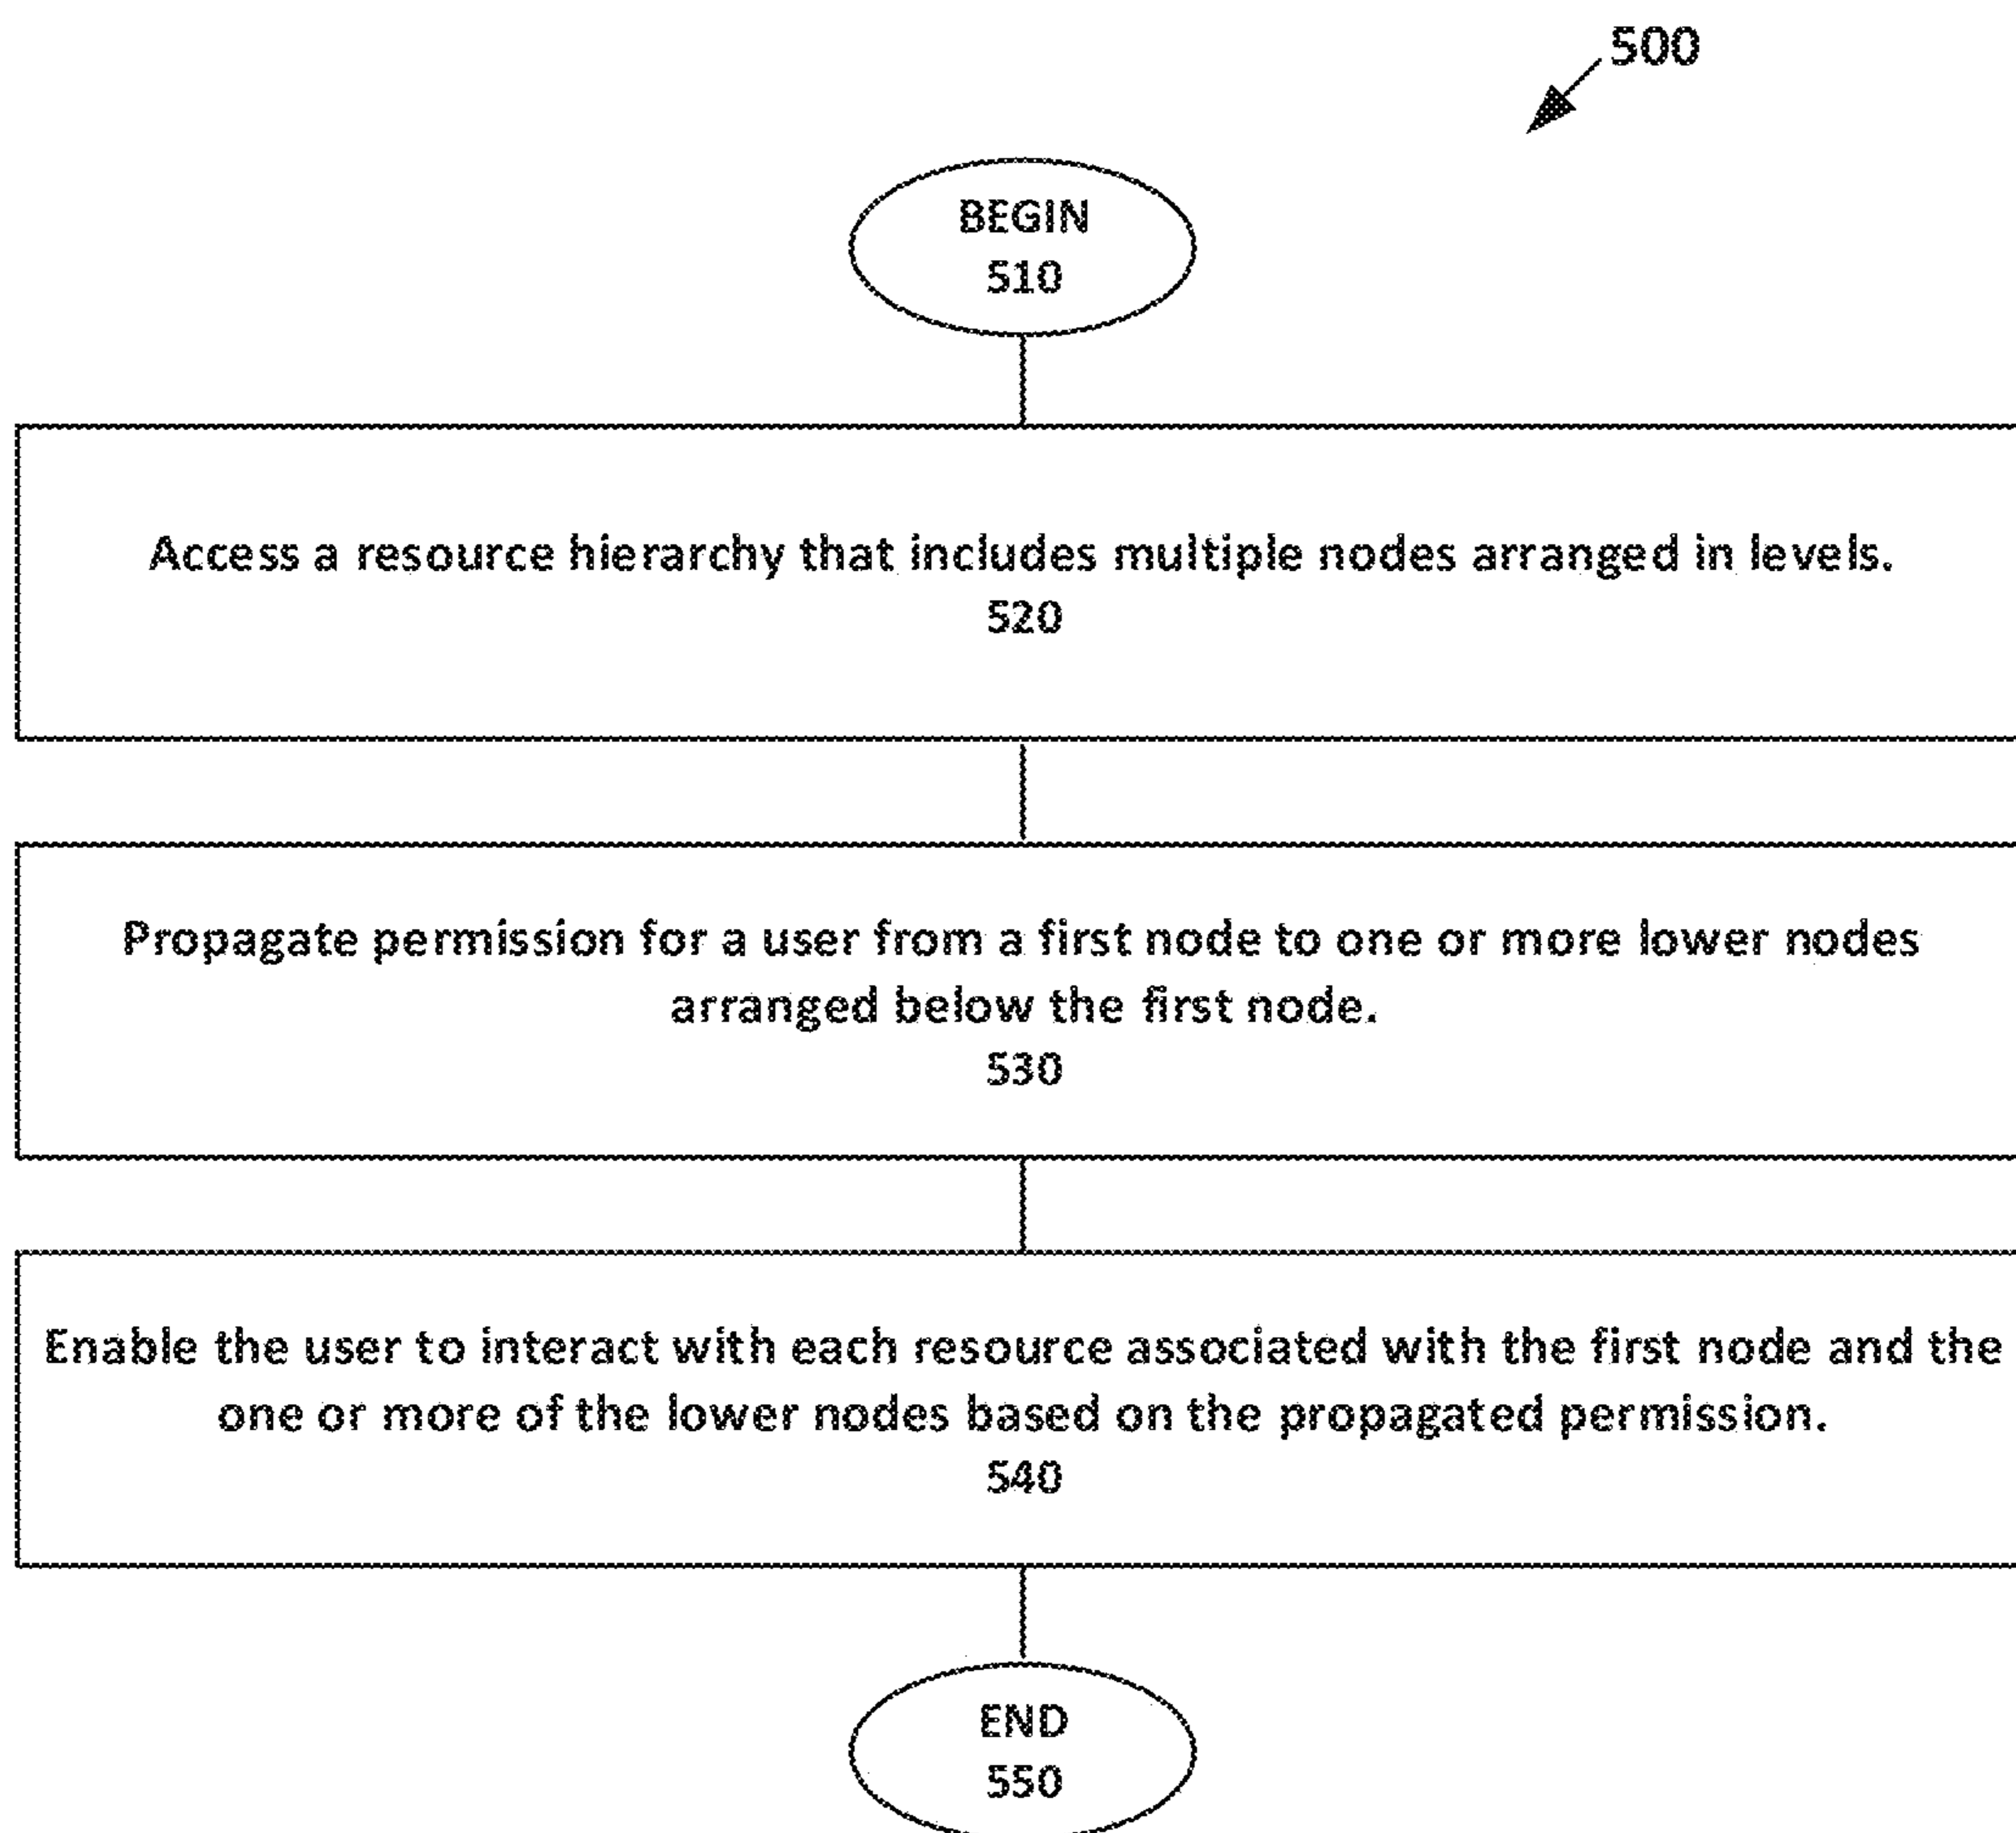 500
BEGIN
510
Access a resource hierarchy that includes multiple nodes arranged in levels.
520
Propagate permission for a user from a first node to one or more lower nodes
arranged below the first node.
530
Enable the user to interact with each resource associated with the first node and the
one or more of the lower nodes based on the propagated permission.
540
END
550